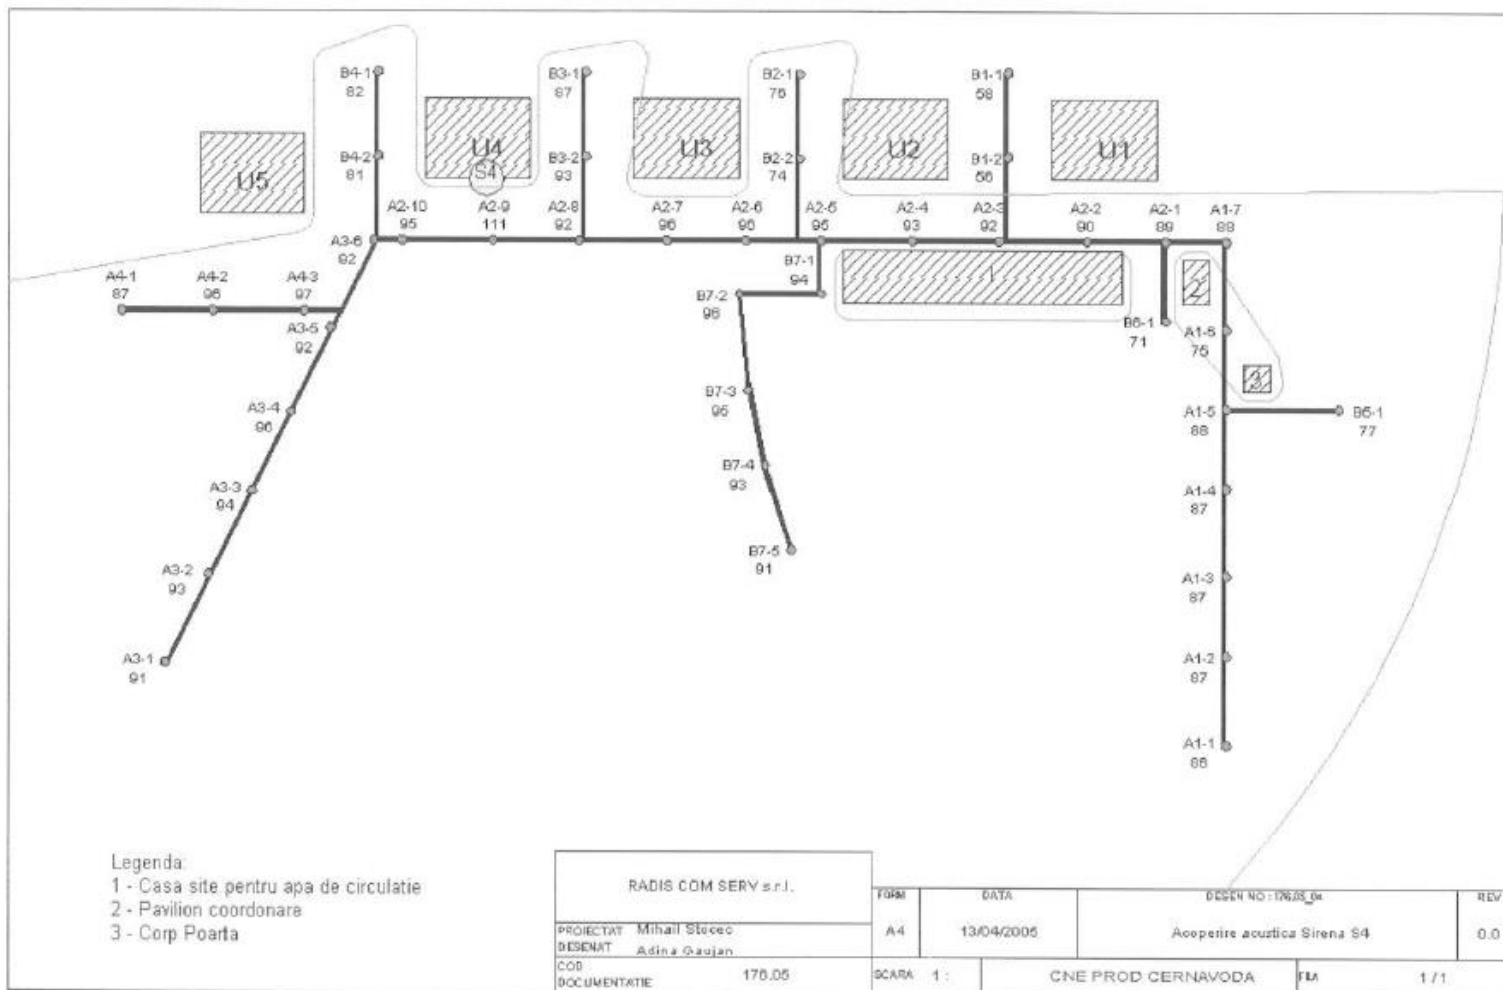 B4-1
82
B3-1
87
B2-1
76
B1-1
58
U5
U4
S4
U3
U2
U1
B4-2
81
B3-2
93
B2-2
74
B1-2
56
A2-10
95
A2-9
111
A2-8
92
A2-7
96
A2-6
96
A2-5
95
A2-4
93
A2-3
92
A2-2
90
A2-1
89
A1-7
88
A3-6
92
A4-1
87
A4-2
96
A4-3
97
B7-1
94
1
2
B7-2
96
A3-5
92
B6-1
71
A1-6
75
3
B7-3
95
A3-4
96
A1-5
88
77
B7-4
93
A3-3
94
A1-4
87
B7-5
91
A3-2
93
A1-3
87
A3-1
91
A1-2
87
A1-1
86
Legenda:
1 - Casa site pentru apa de circulatie
2 - Pavilion coordonare
3 - Corp Poarta
RADIS COM SERV s.r.l.
PROIECTAT Mihail Stocec
DESENAT Adina Gaujan
COD
DOCUMENTATIE 176.05
FORM
A4
DATA
13/04/2005
DESEN NO : 176.05_04
Acoperire acustica Sirena S4
REV
0.0
SCARA 1 :
CNE PROD CERNAVODA
FILA 1 / 1